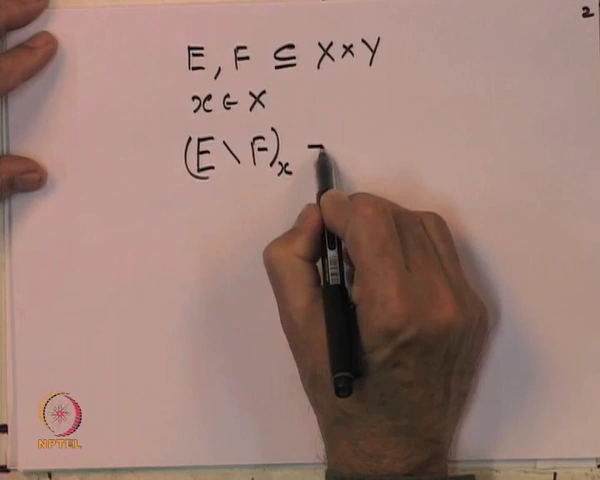 2
E, F ⊆ X×Y
x ∈ X
(E \ F)ₓ -
NPTEL